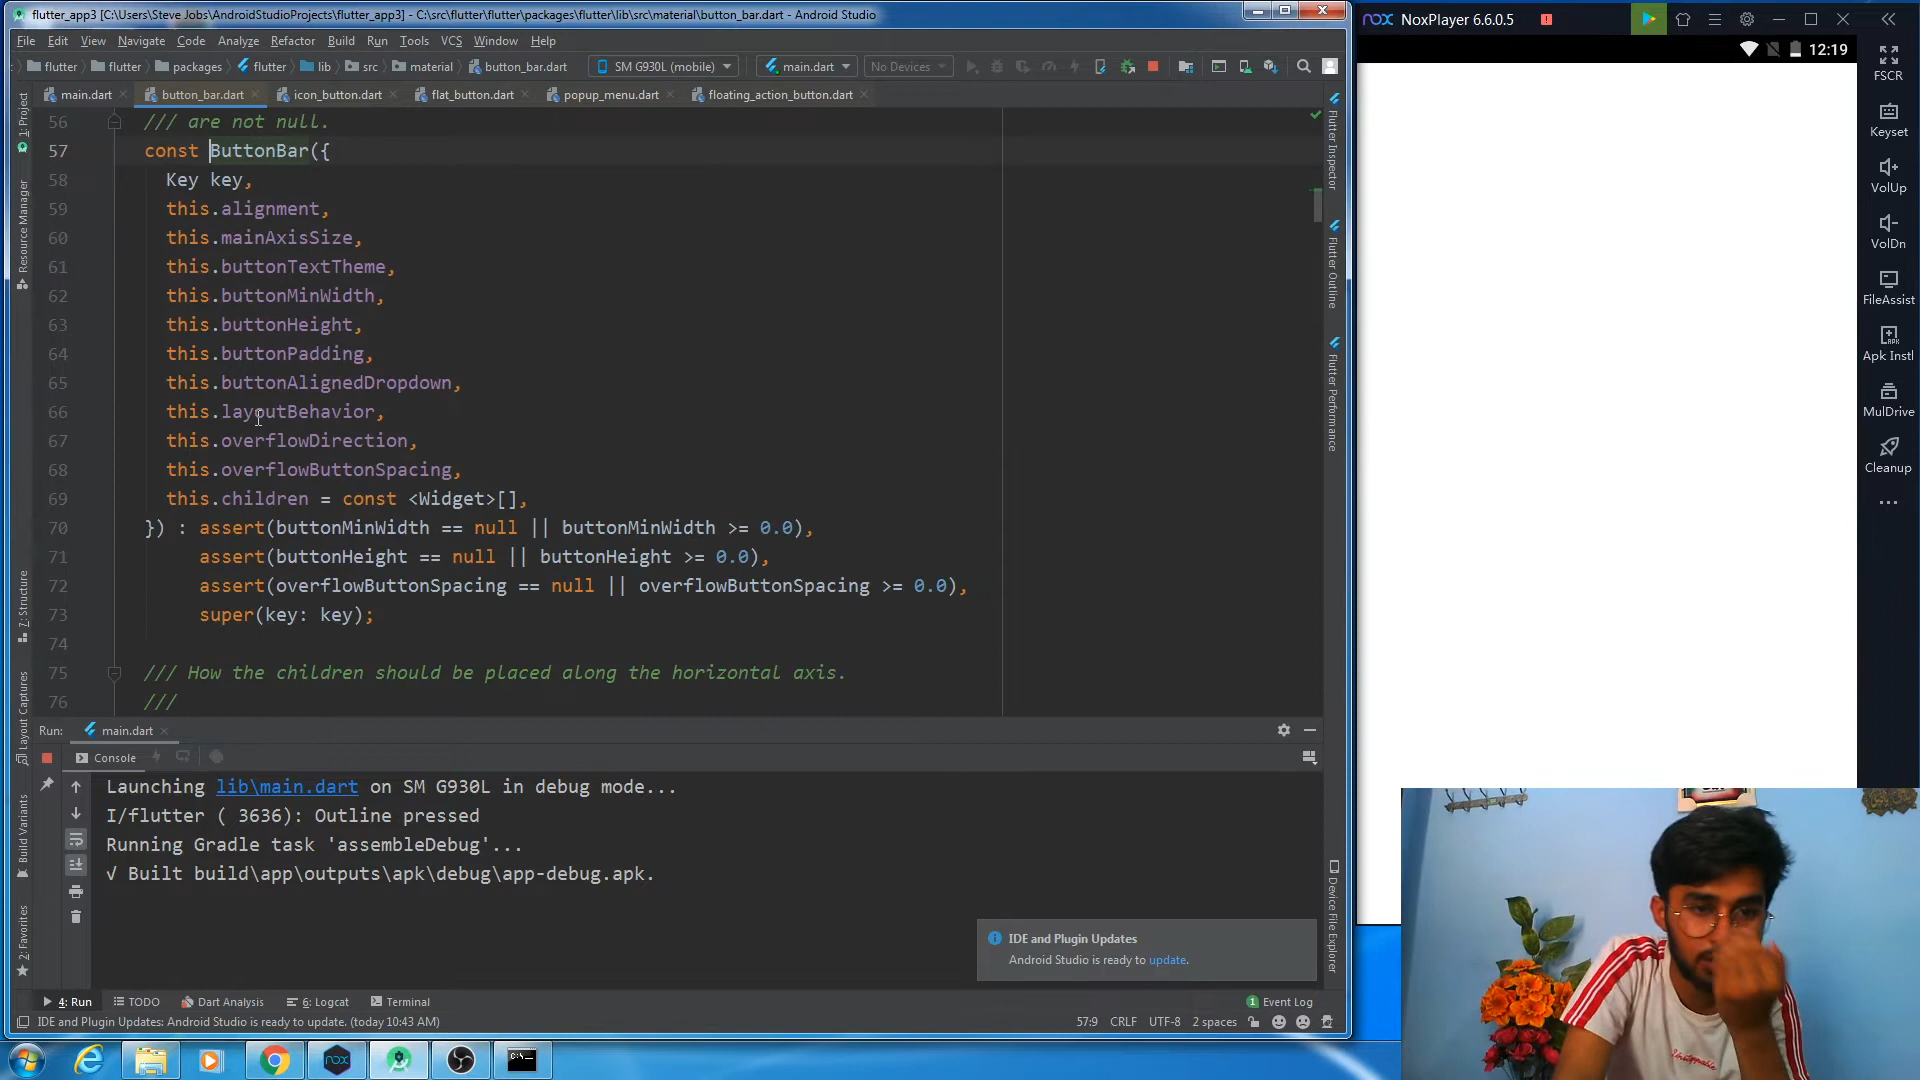 flutter_app3 [C:\Users\Steve Jobs\AndroidStudioProjects\flutter_app3] - C:\src\flutter\flutter\packages\flutter\lib\src\material\button_bar.dart - Android Studio
File Edit View Navigate Code Analyze Refactor Build Run Tools VCS Window Help
flutter flutter packages flutter lib src material button_bar.dart SM G930L (mobile) main.dart No Devices
main.dart button_bar.dart icon_button.dart flat_button.dart popup_menu.dart floating_action_button.dart
56 /// are not null.
57 const ButtonBar({
58 Key key,
59 this.alignment,
60 this.mainAxisSize,
61 this.buttonTextTheme,
62 this.buttonMinWidth,
63 this.buttonHeight,
64 this.buttonPadding,
65 this.buttonAlignedDropdown,
66 this.layoutBehavior,
67 this.overflowDirection,
68 this.overflowButtonSpacing,
69 this.children = const <Widget>[],
70 }) : assert(buttonMinWidth == null || buttonMinWidth >= 0.0),
71 assert(buttonHeight == null || buttonHeight >= 0.0),
72 assert(overflowButtonSpacing == null || overflowButtonSpacing >= 0.0),
73 super(key: key);
74
75 /// How the children should be placed along the horizontal axis.
76 ///
1: Project
Resource Manager
7: Structure
Layout Captures
Build Variants
2: Favorites
Flutter Inspector
Flutter Outline
Flutter Performance
Device File Explorer
Run: main.dart
Console
Launching lib\main.dart on SM G930L in debug mode...
I/flutter ( 3636): Outline pressed
Running Gradle task 'assembleDebug'...
√ Built build\app\outputs\apk\debug\app-debug.apk.
IDE and Plugin Updates
Android Studio is ready to update.
4: Run TODO Dart Analysis 6: Logcat Terminal 1 Event Log
IDE and Plugin Updates: Android Studio is ready to update. (today 10:43 AM) 57:9 CRLF UTF-8 2 spaces
nox NoxPlayer 6.6.0.5
12:19
FSCR
Keyset
VolUp
VolDn
FileAssist
Apk Instl
MulDrive
Cleanup
nox